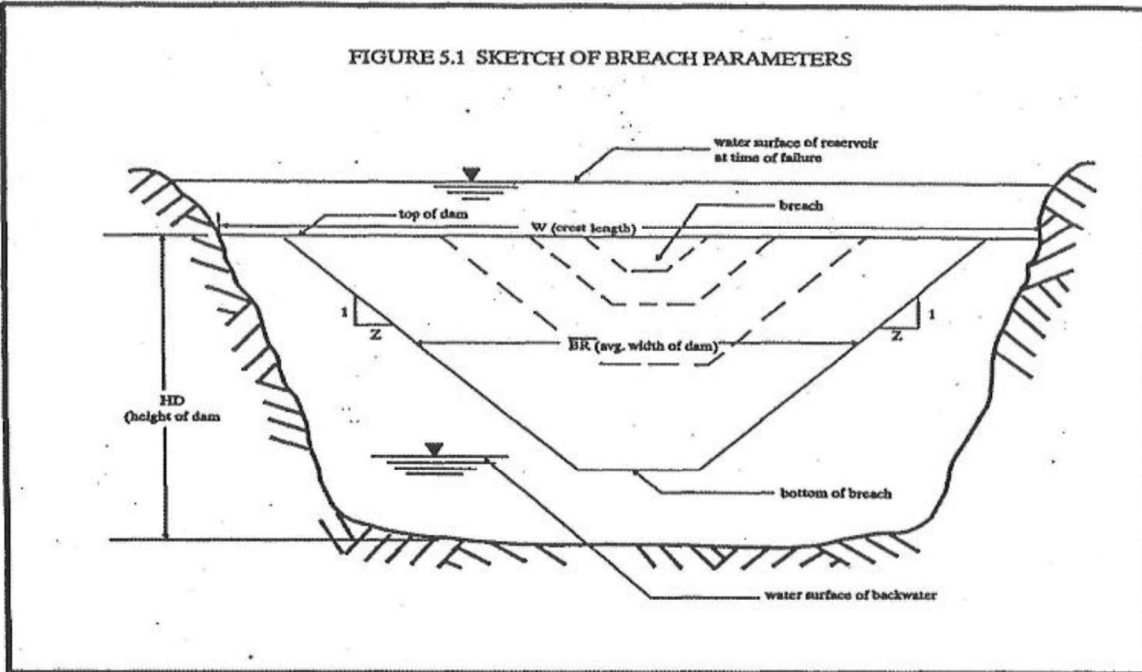 FIGURE 5.1 SKETCH OF BREACH PARAMETERS
water surface of reservoir
at time of failure
breach
top of dam
W (crest length)
1
Z
1
Z
BR (avg. width of dam)
HD
(height of dam
bottom of breach
water surface of backwater